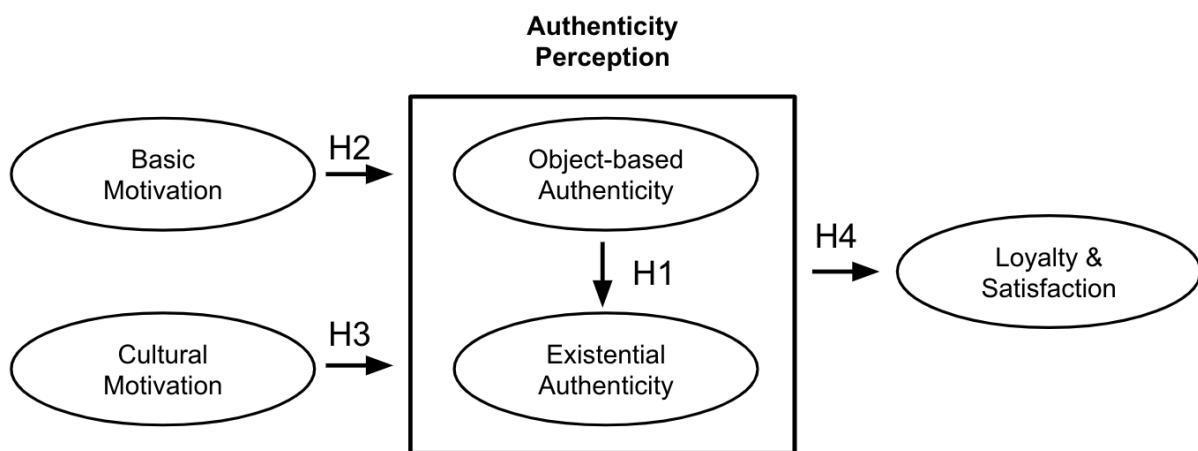 Authenticity
Perception
Basic
Motivation
H2
Object-based
Authenticity
H1
H4
Loyalty &
Satisfaction
Cultural
Motivation
H3
Existential
Authenticity